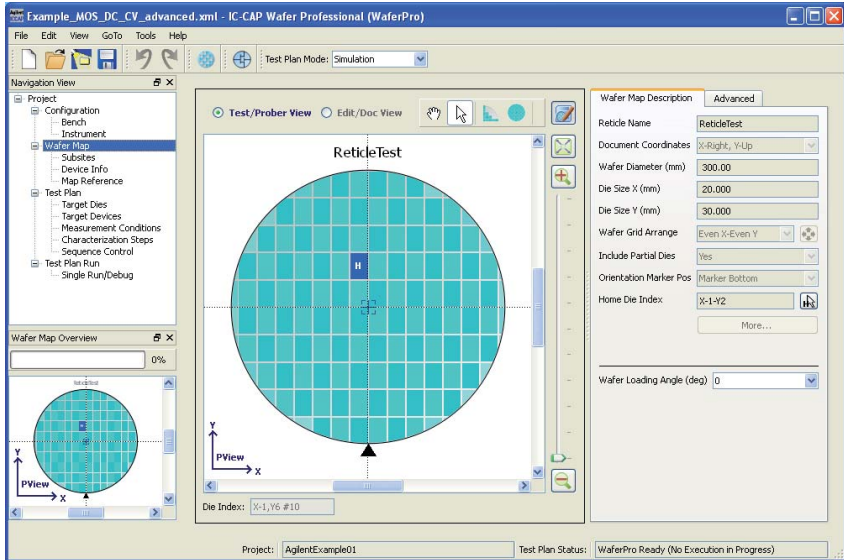 Example_MOS_DC_CV_advanced.xml - IC-CAP Wafer Professional (WaferPro)
File Edit View GoTo Tools Help
Test Plan Mode: Simulation
Navigation View
Project
Configuration
Bench
Instrument
Wafer Map
Subsites
Device Info
Map Reference
Test Plan
Target Dies
Target Devices
Measurement Conditions
Characterization Steps
Sequence Control
Test Plan Run
Single Run/Debug
Wafer Map Overview
0%
ReticleTest
H
Y
PView
X
Test/Prober View Edit/Doc View
ReticleTest
H
Y
PView
X
Die Index: X-1,Y6 #10
Wafer Map Description Advanced
Reticle Name ReticleTest
Document Coordinates X-Right, Y-Up
Wafer Diameter (mm) 300.00
Die Size X (mm) 20.000
Die Size Y (mm) 30.000
Wafer Grid Arrange Even X-Even Y
Include Partial Dies Yes
Orientation Marker Pos Marker Bottom
Home Die Index X-1-Y2
More...
Wafer Loading Angle (deg) 0
Project: AgilentExample01 Test Plan Status: WaferPro Ready (No Execution in Progress)